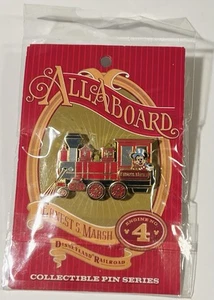 ALL ABOARD
ERNEST S. MARSH
ENGINE Nº
4
DISNEYLAND RAILROAD
COLLECTIBLE PIN SERIES